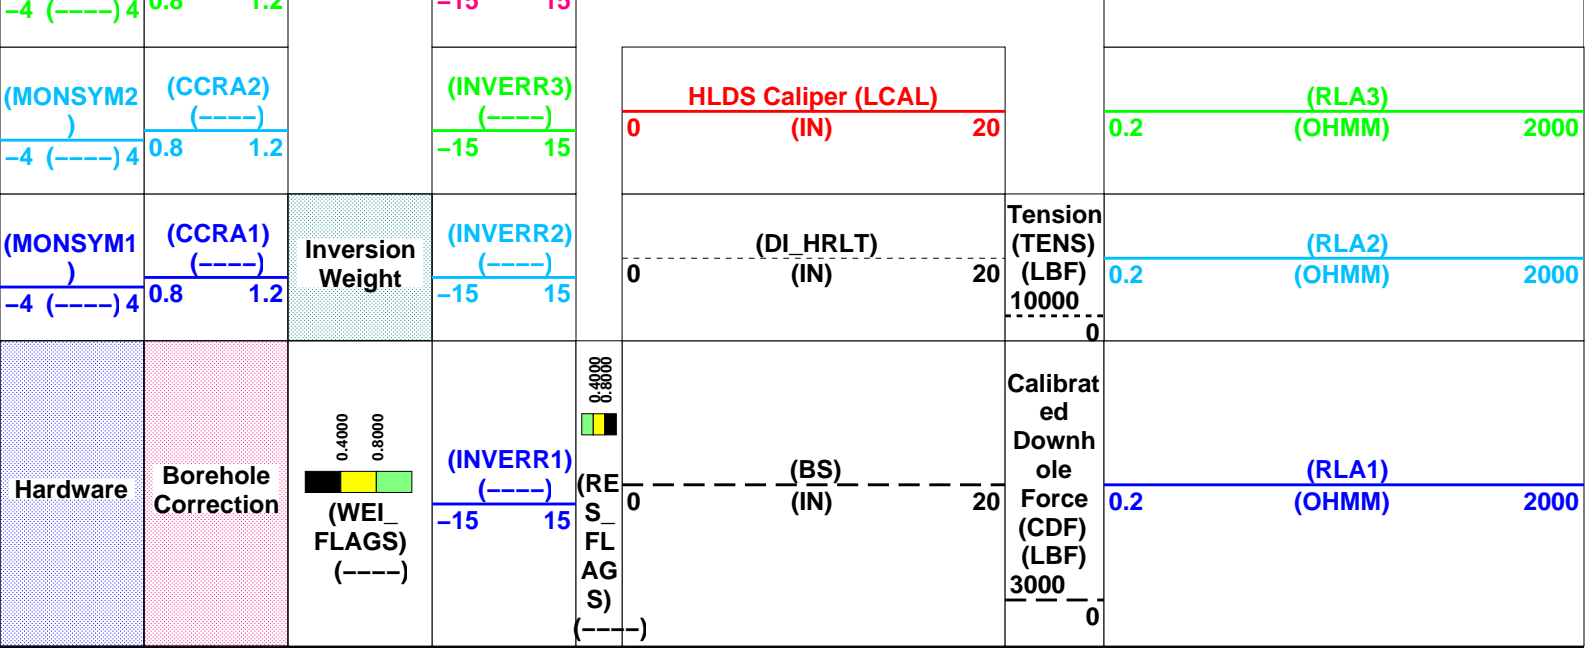 −4 (−−−−) 4
0.8 1.2
−15 15
(MONSYM2
)
−4 (−−−−) 4
(CCRA2)
(−−−−)
0.8 1.2
(INVERR3)
(−−−−)
−15 15
HLDS Caliper (LCAL)
0 (IN) 20
(RLA3)
0.2 (OHMM) 2000
(MONSYM1
)
−4 (−−−−) 4
(CCRA1)
(−−−−)
0.8 1.2
Inversion
Weight
(INVERR2)
(−−−−)
−15 15
(DI_HRLT)
0 (IN) 20
Tension
(TENS)
(LBF)
10000
0
(RLA2)
0.2 (OHMM) 2000
Hardware
Borehole
Correction
0.4000
0.8000
(WEI_
FLAGS)
(−−−−)
(INVERR1)
(−−−−)
−15 15
0.4000
0.8000
(RE
S_
FL
AG
S)
(−−−−)
(BS)
0 (IN) 20
Calibrat
ed
Downh
ole
Force
(CDF)
(LBF)
3000
0
(RLA1)
0.2 (OHMM) 2000